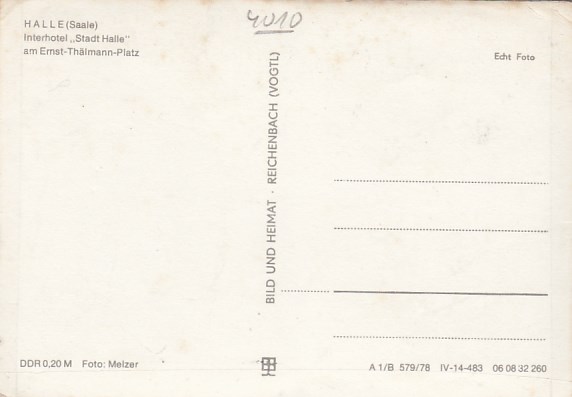 4010
HALLE (Saale)
Interhotel „Stadt Halle"
am Ernst-Thälmann-Platz
Echt Foto
BILD UND HEIMAT · REICHENBACH (VOGTL)
DDR 0,20 M Foto: Melzer
A 1/B 579/78 IV-14-483 06 08 32 260